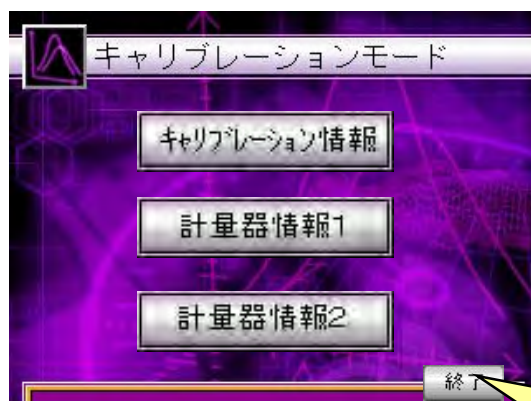 キャリブレーションモード
ｷｬﾘﾌﾞﾚｰｼｮﾝ情報
計量器情報1
計量器情報2
終了